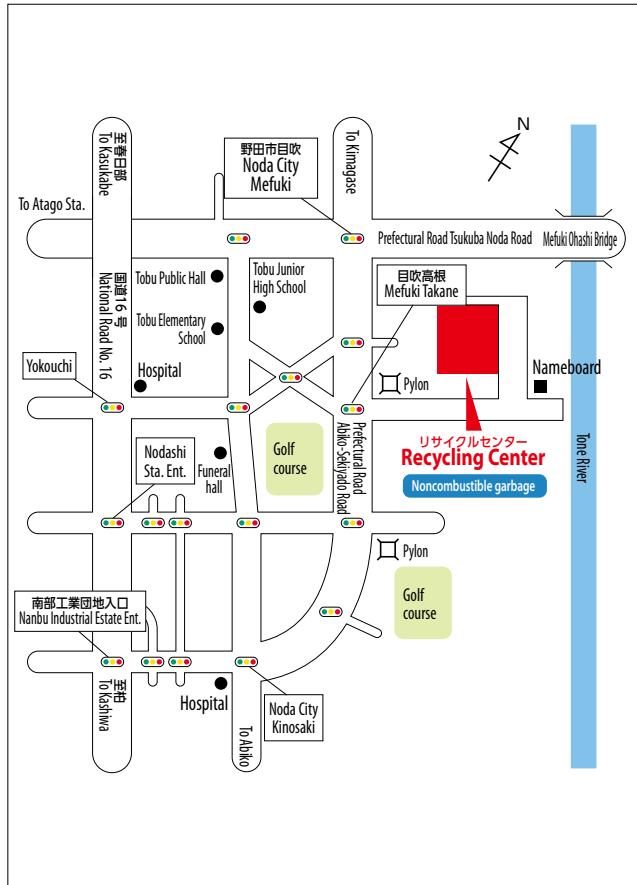 至春日部
To Kasukabe
野田市目吹
Noda City
Mefuki
To Kimagase
N
To Atago Sta.
Prefectural Road Tsukuba Noda Road
Mefuki Ohashi Bridge
国道16号
National Road No. 16
Tobu Public Hall
Tobu Junior
High School
目吹高根
Mefuki Takane
Tobu Elementary
School
Yokouchi
Hospital
Pylon
Nameboard
リサイクルセンター
Recycling Center
Noncombustible garbage
Prefectural Road
Abiko-Sekiyado Road
Tone River
Nodashi
Sta. Ent.
Funeral
hall
Golf
course
Pylon
Golf
course
南部工業団地入口
Nanbu Industrial Estate Ent.
至柏
To Kashiwa
Hospital
Noda City
Kinosaki
To Abiko